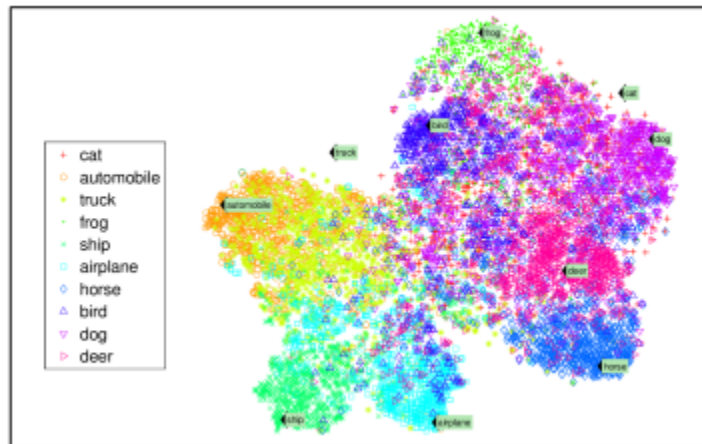 frog
cat
bird
dog
truck
cat
automobile
truck
frog
ship
airplane
horse
bird
dog
deer
automobile
deer
horse
ship
airplane